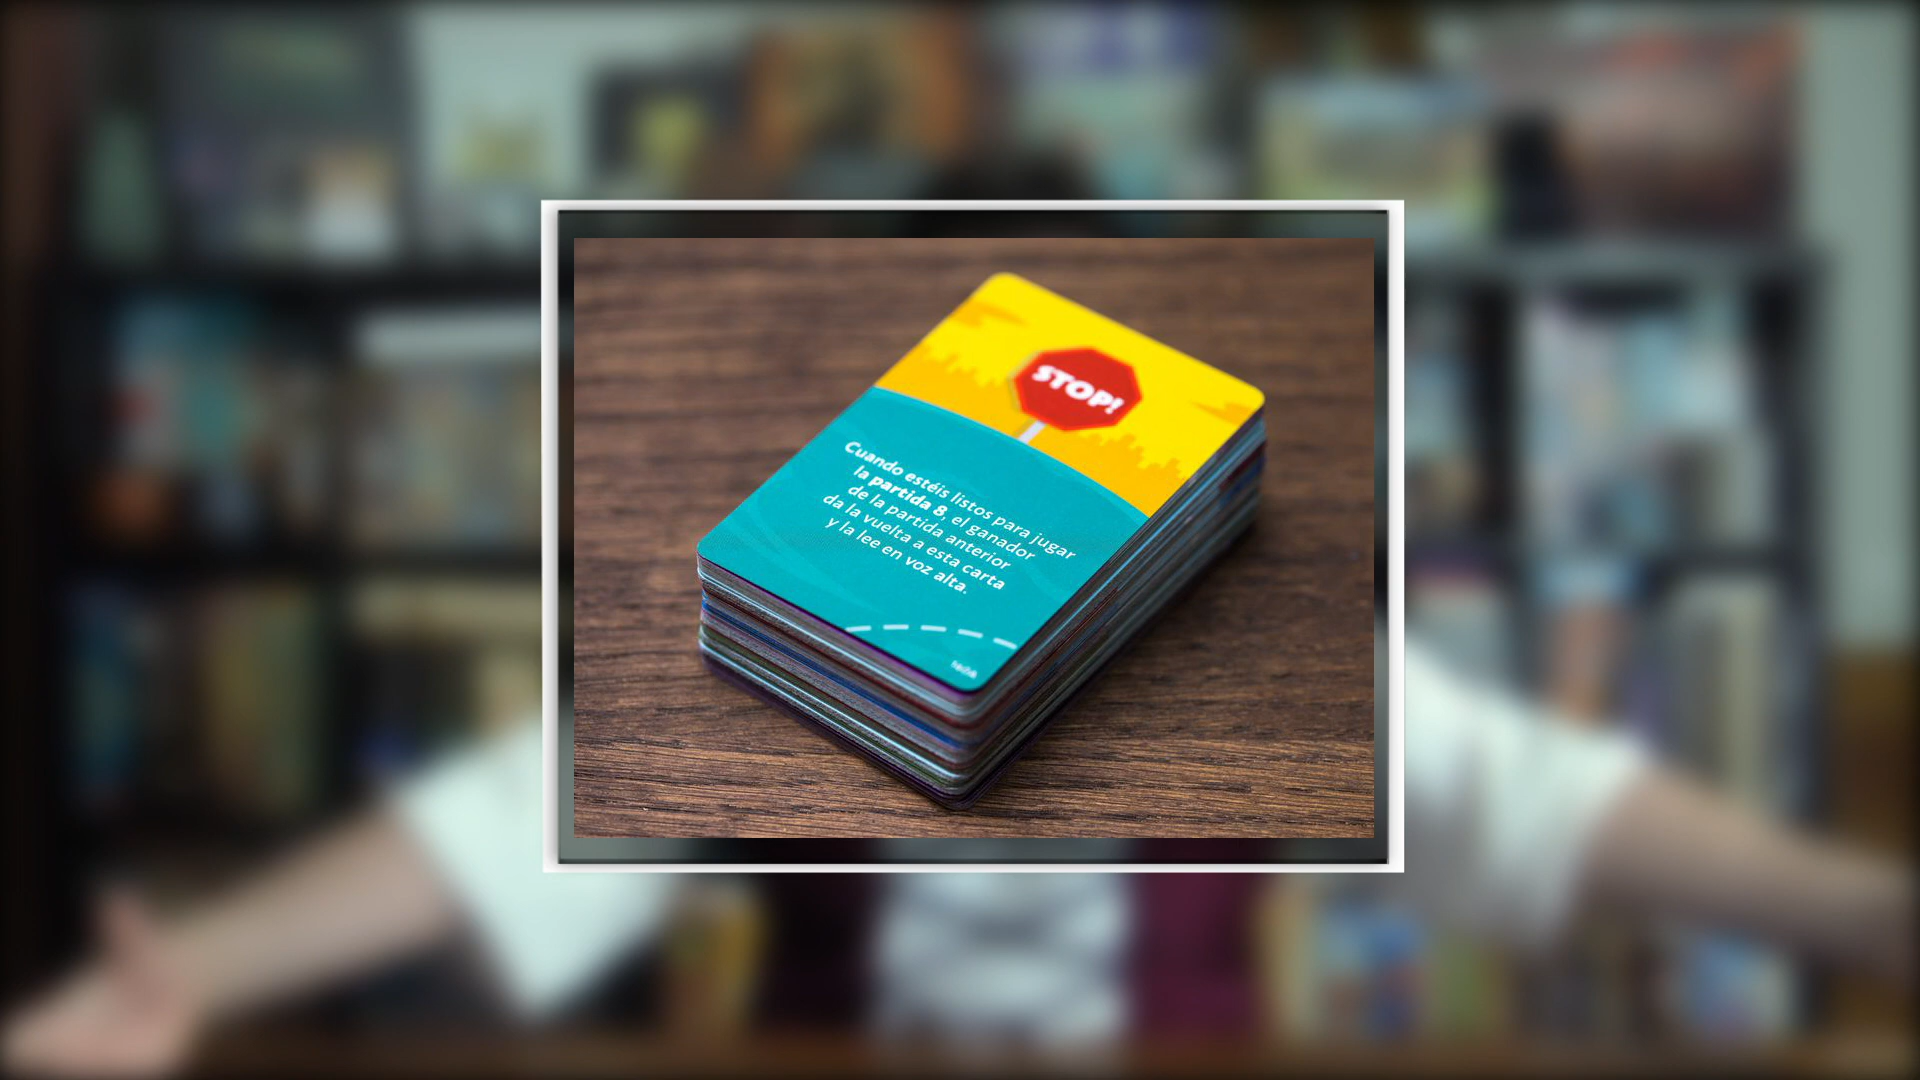 STOP!
Cuando estéis listos para jugar
la partida 8, el ganador
de la partida anterior
da la vuelta a esta carta
y la lee en voz alta.